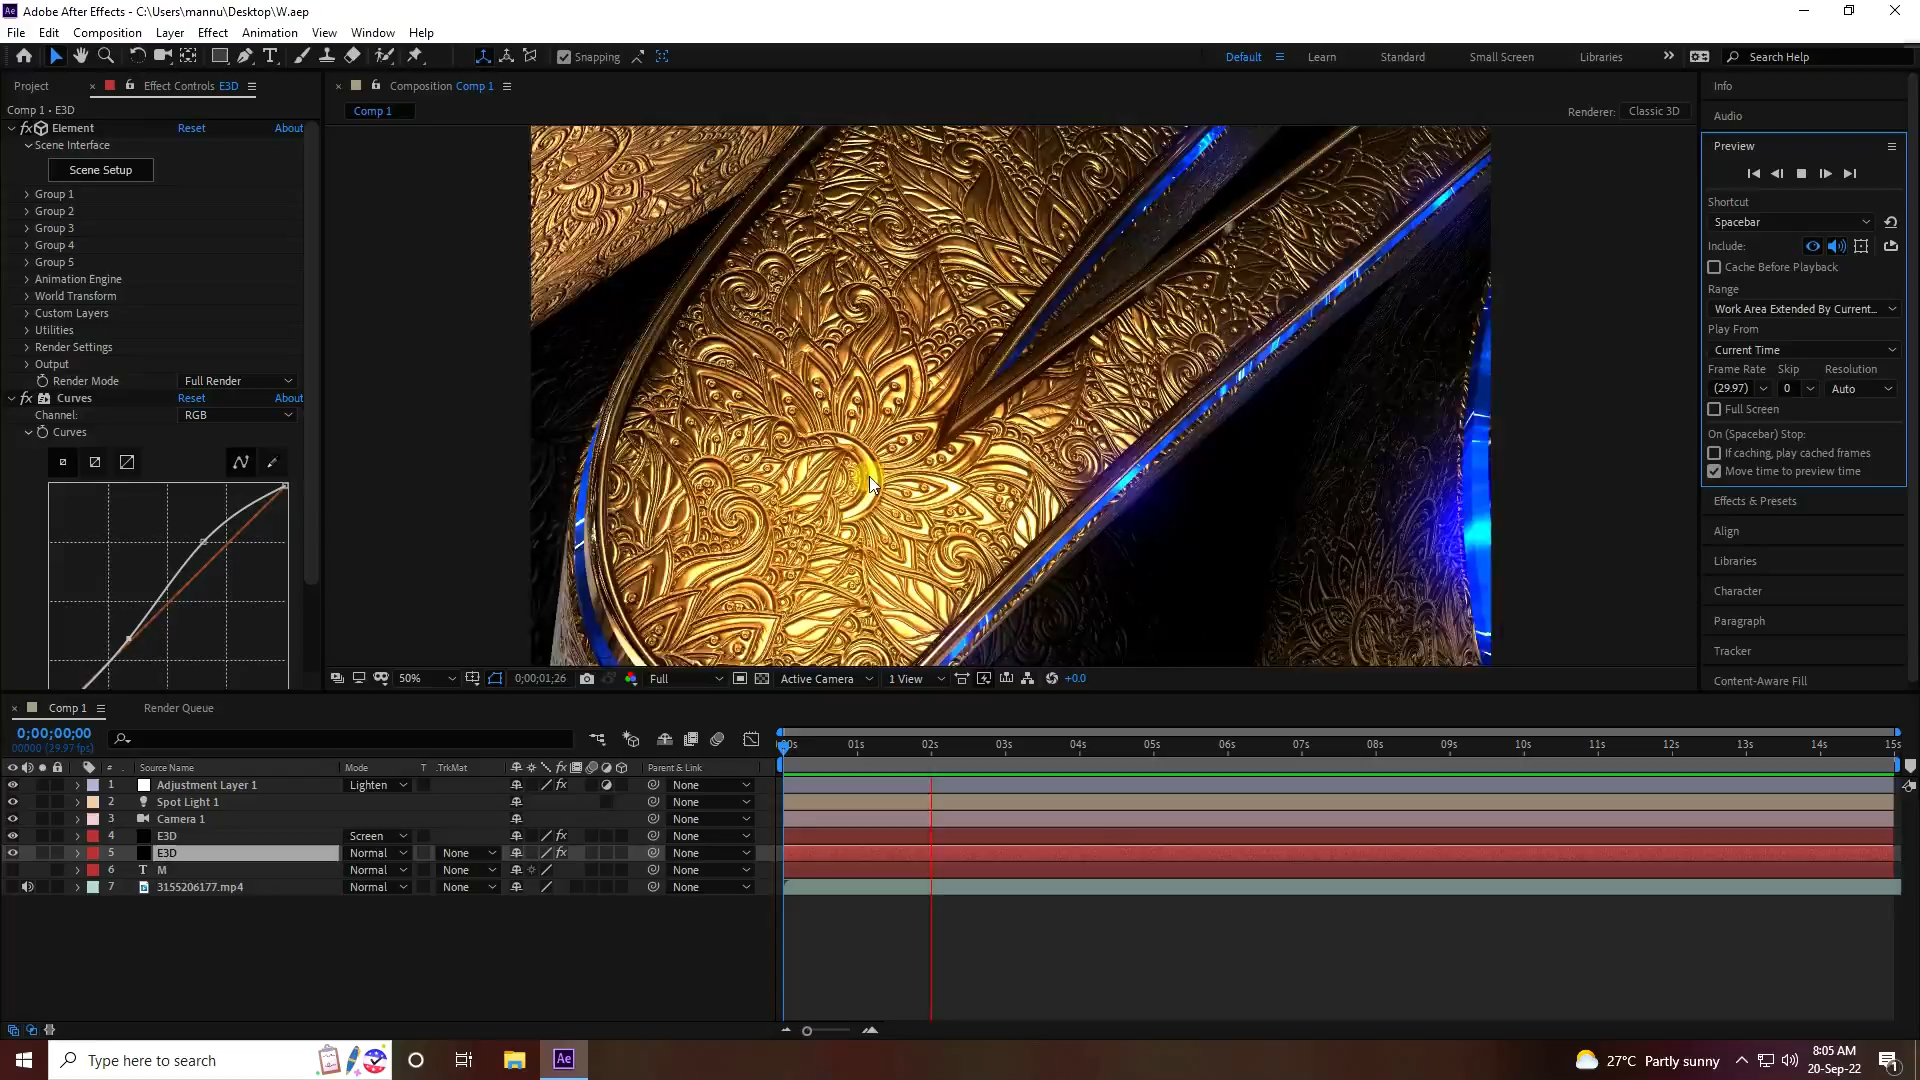 Adobe After Effects - C:\Users\mannu\Desktop\W.aep
File Edit Composition Layer Effect Animation View Window Help
Snapping
Default Learn Standard Small Screen Libraries
Search Help
Project Effect Controls E3D
Comp 1 • E3D
Element Reset About
Scene Interface
Scene Setup
Group 1
Group 2
Group 3
Group 4
Group 5
Animation Engine
World Transform
Custom Layers
Utilities
Render Settings
Output
Render Mode Full Render
Curves Reset About
Channel: RGB
Curves
Composition Comp 1
Comp 1
Renderer: Classic 3D
50% 0;00;01;26 Full Active Camera 1 View +0.0
Info
Audio
Preview
Shortcut
Spacebar
Include:
Cache Before Playback
Range
Work Area Extended By Current...
Play From
Current Time
Frame Rate Skip Resolution
(29.97) 0 Auto
Full Screen
On (Spacebar) Stop:
If caching, play cached frames
Move time to preview time
Effects & Presets
Align
Libraries
Character
Paragraph
Tracker
Content-Aware Fill
Comp 1 Render Queue
0;00;00;00
00000 (29.97 fps)
00s 01s 02s 03s 04s 05s 06s 07s 08s 09s 10s 11s 12s 13s 14s 15s
# Source Name Mode T .TrkMat Parent & Link
1 Adjustment Layer 1 Lighten None
2 Spot Light 1 None
3 Camera 1 None
4 E3D Screen None
5 E3D Normal None None
6 T M Normal None None
7 3155206177.mp4 Normal None None
Type here to search
27°C Partly sunny
8:05 AM
20-Sep-22